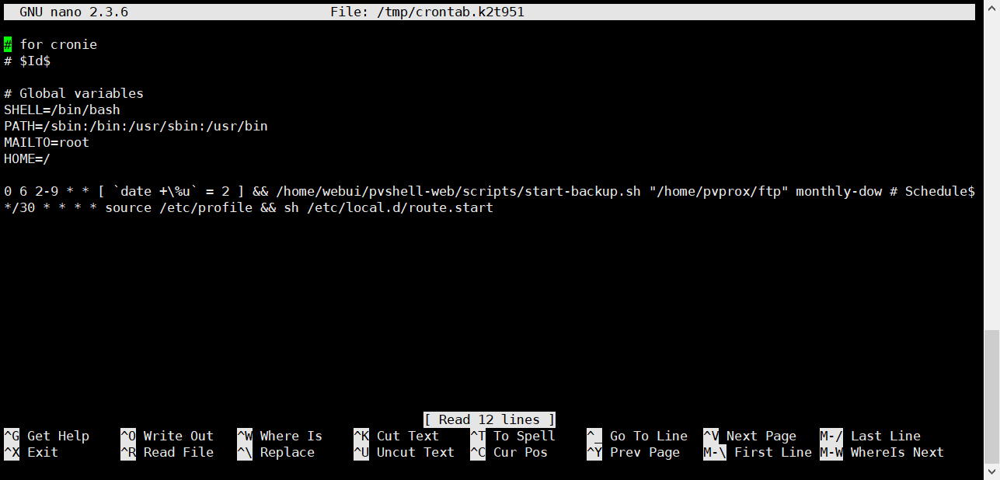 GNU nano 2.3.6 File: /tmp/crontab.k2t951
# for cronie
# $Id$
# Global variables
SHELL=/bin/bash
PATH=/sbin:/bin:/usr/sbin:/usr/bin
MAILTO=root
HOME=/
0 6 2-9 * * [ `date +\%u` = 2 ] && /home/webui/pvshell-web/scripts/start-backup.sh "/home/pvprox/ftp" monthly-dow # Schedule$
*/30 * * * * source /etc/profile && sh /etc/local.d/route.start
[ Read 12 lines ]
^G Get Help ^O Write Out ^W Where Is ^K Cut Text ^T To Spell ^_ Go To Line ^V Next Page M-/ Last Line
^X Exit ^R Read File ^\ Replace ^U Uncut Text ^C Cur Pos ^Y Prev Page M-\ First Line M-W WhereIs Next